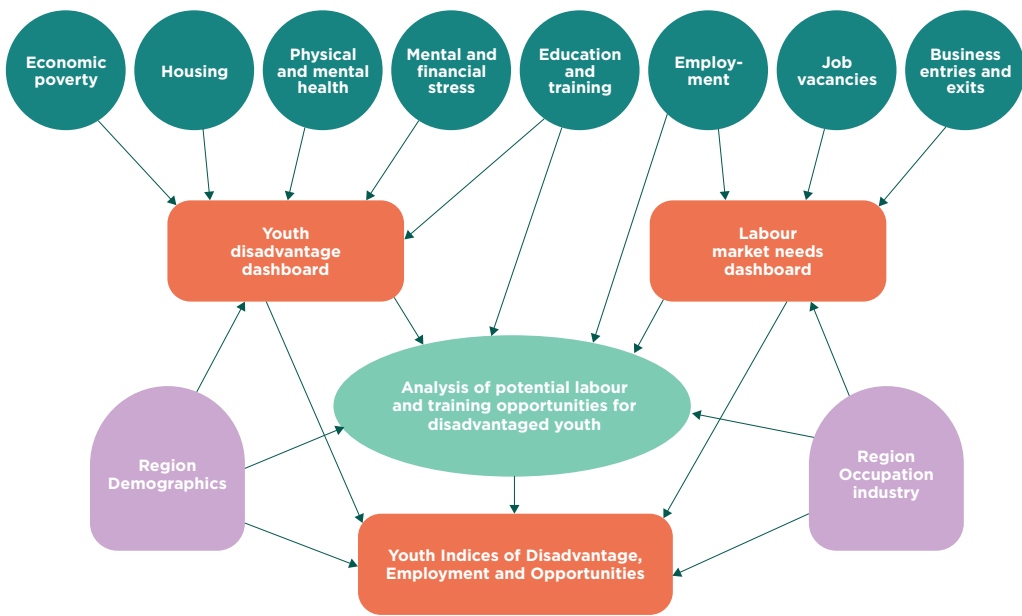 Economic
poverty
Housing
Physical
and mental
health
Mental and
financial
stress
Education
and
training
Employ-
ment
Job
vacancies
Business
entries and
exits
Youth
disadvantage
dashboard
Labour
market needs
dashboard
Analysis of potential labour
and training opportunities for
disadvantaged youth
Region
Demographics
Region
Occupation
industry
Youth Indices of Disadvantage,
Employment and Opportunities